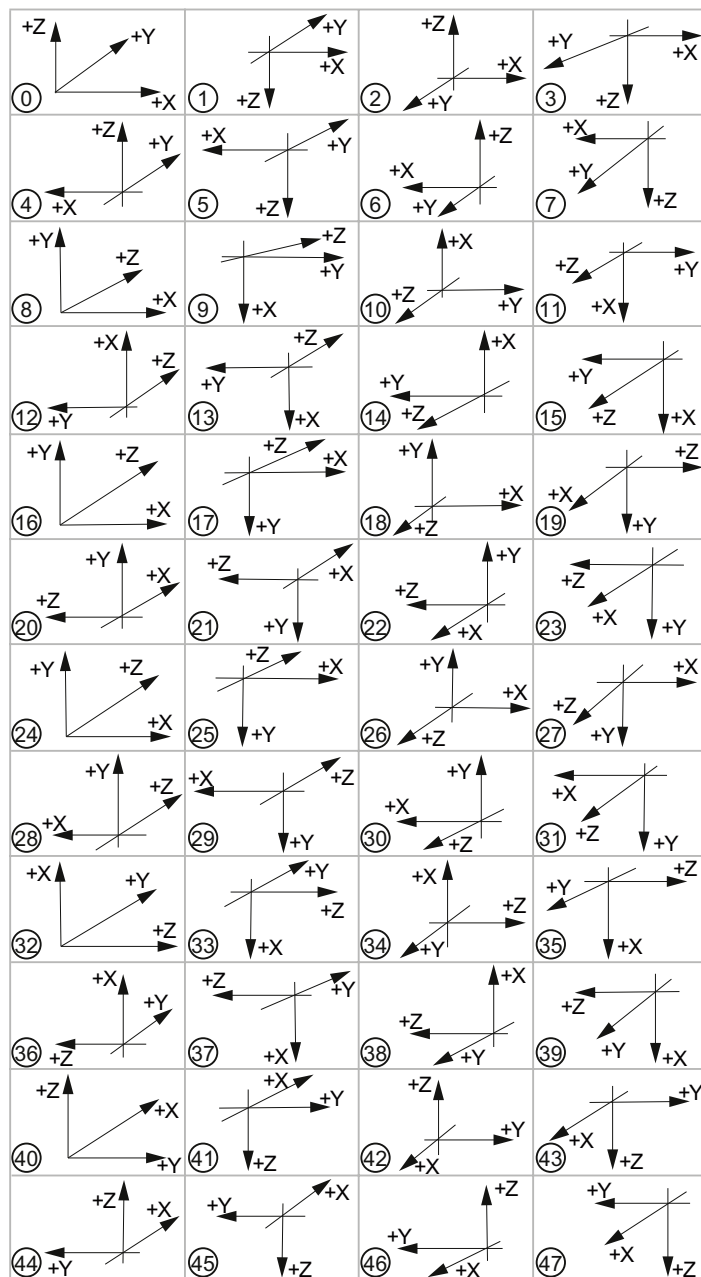 +Z +Y +X 0
+Y +X +Z 1
+Z +X +Y 2
+Y +X +Z 3
+Z +Y +X 4
+X +Y +Z 5
+Z +X +Y 6
+X +Y +Z 7
+Y +Z +X 8
+Z +Y +X 9
+X +Z +Y 10
+Z +Y +X 11
+X +Z +Y 12
+Z +Y +X 13
+X +Y +Z 14
+Y +Z +X 15
+Y +Z +X 16
+Z +X +Y 17
+Y +X +Z 18
+Z +X +Y 19
+Y +X +Z 20
+Z +X +Y 21
+Y +Z +X 22
+Z +X +Y 23
+Y +Z +X 24
+Z +X +Y 25
+Y +X +Z 26
+X +Z +Y 27
+Y +Z +X 28
+X +Z +Y 29
+Y +X +Z 30
+X +Z +Y 31
+X +Y +Z 32
+Y +Z +X 33
+X +Z +Y 34
+Z +Y +X 35
+X +Y +Z 36
+Z +Y +X 37
+X +Z +Y 38
+Z +Y +X 39
+Z +X +Y 40
+X +Y +Z 41
+Z +Y +X 42
+Y +X +Z 43
+Z +X +Y 44
+X +Y +Z 45
+Z +Y +X 46
+Y +X +Z 47